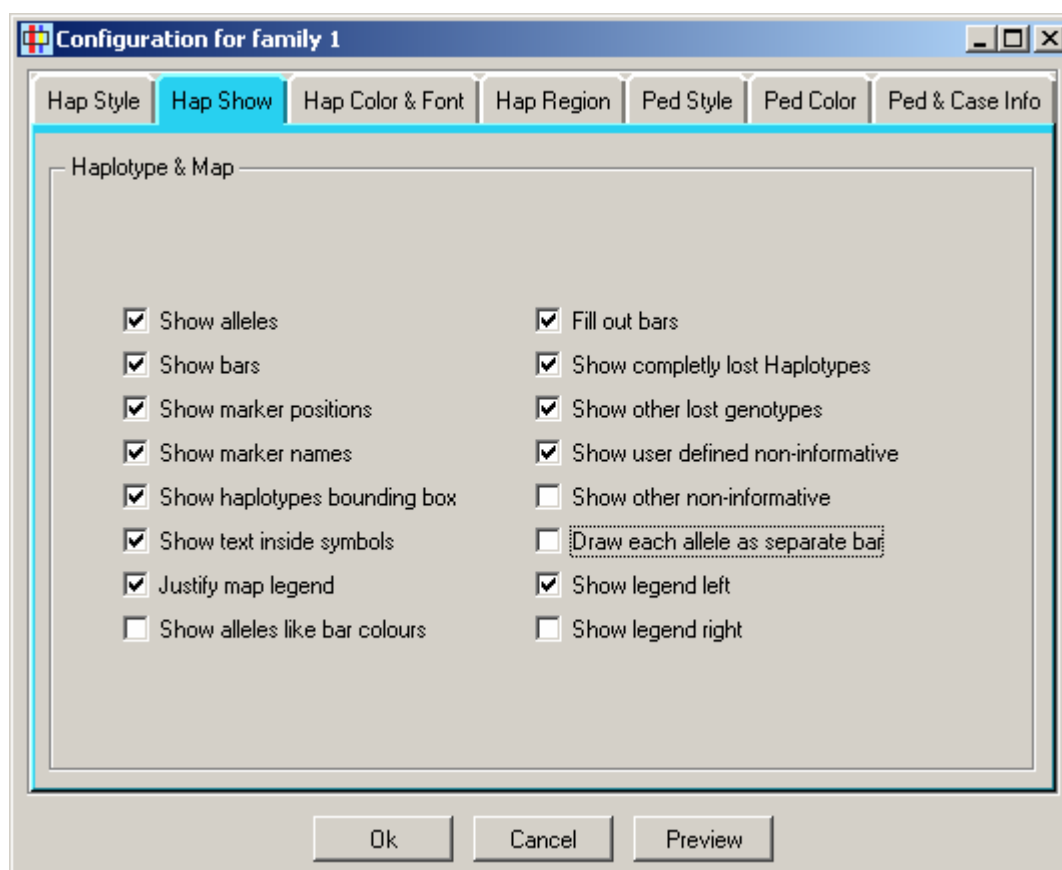 Configuration for family 1
Hap Style Hap Show Hap Color & Font Hap Region Ped Style Ped Color Ped & Case Info
Haplotype & Map
Show alleles
Show bars
Show marker positions
Show marker names
Show haplotypes bounding box
Show text inside symbols
Justify map legend
Show alleles like bar colours
Fill out bars
Show completly lost Haplotypes
Show other lost genotypes
Show user defined non-informative
Show other non-informative
Draw each allele as separate bar
Show legend left
Show legend right
Ok Cancel Preview